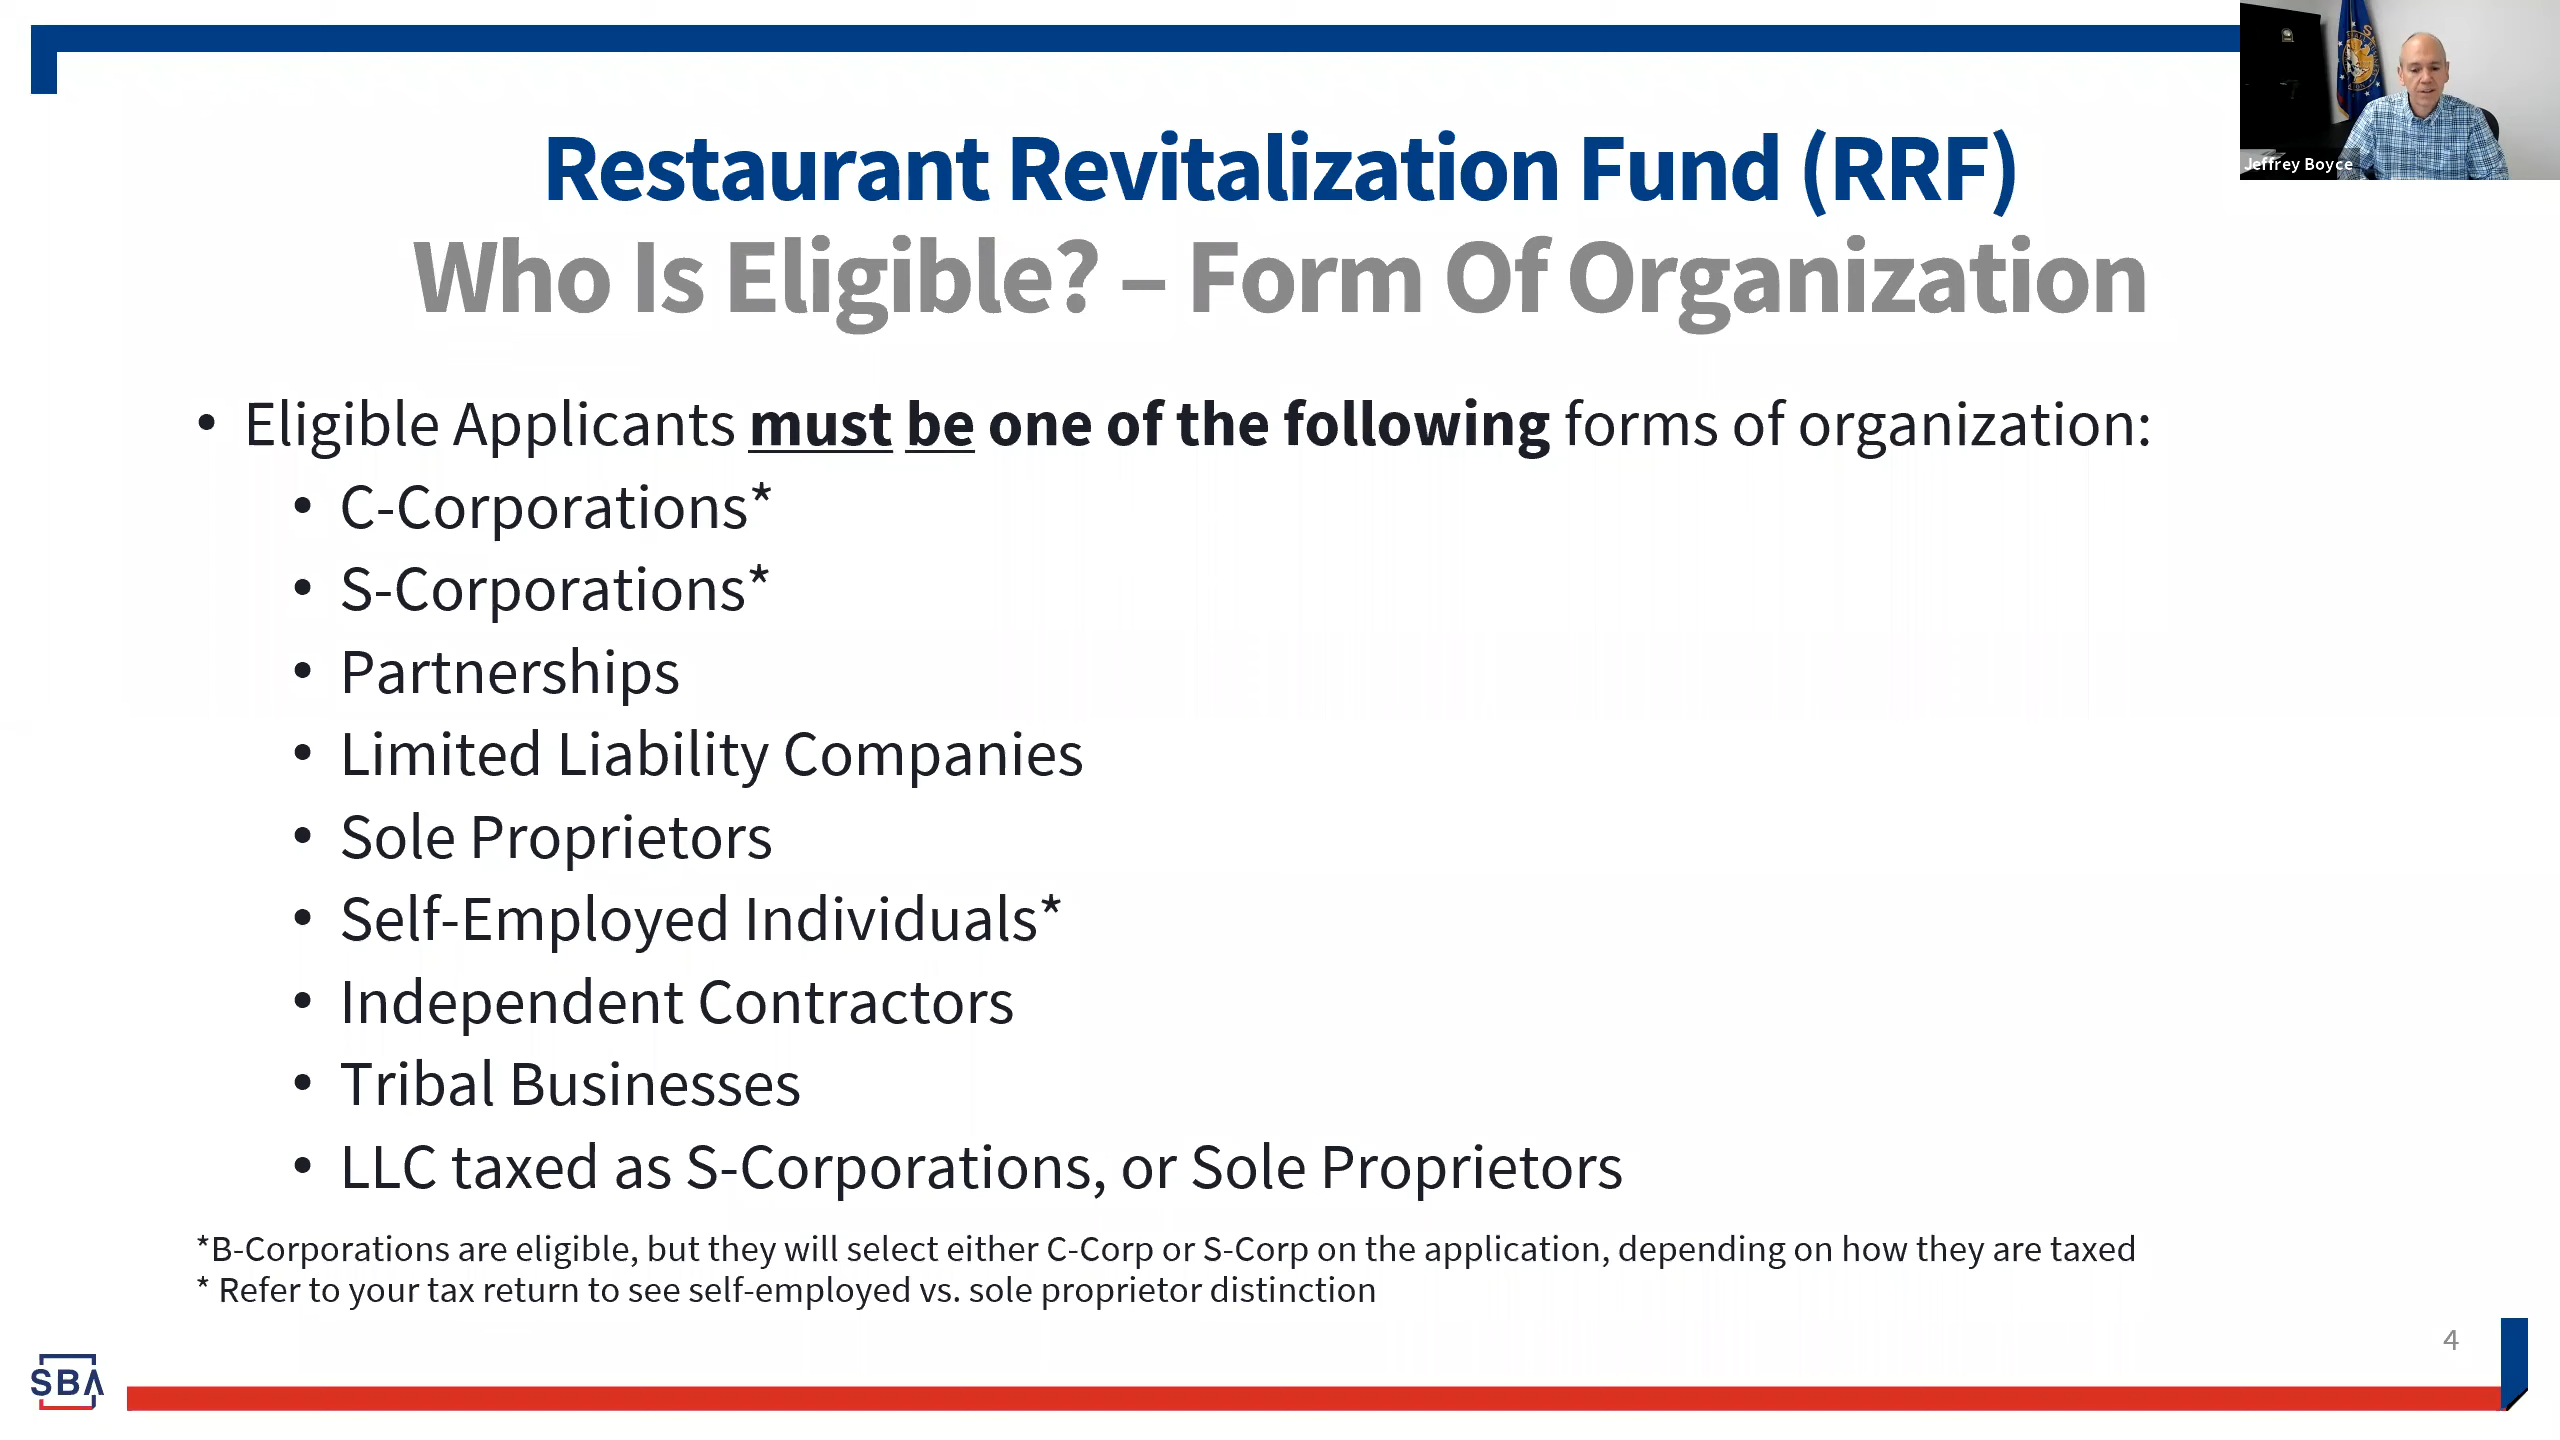 Jeffrey Boyce
Restaurant Revitalization Fund (RRF)
Who Is Eligible? – Form Of Organization
• Eligible Applicants must be one of the following forms of organization:
• C-Corporations*
• S-Corporations*
• Partnerships
• Limited Liability Companies
• Sole Proprietors
• Self-Employed Individuals*
• Independent Contractors
• Tribal Businesses
• LLC taxed as S-Corporations, or Sole Proprietors
*B-Corporations are eligible, but they will select either C-Corp or S-Corp on the application, depending on how they are taxed
* Refer to your tax return to see self-employed vs. sole proprietor distinction
4
SBA